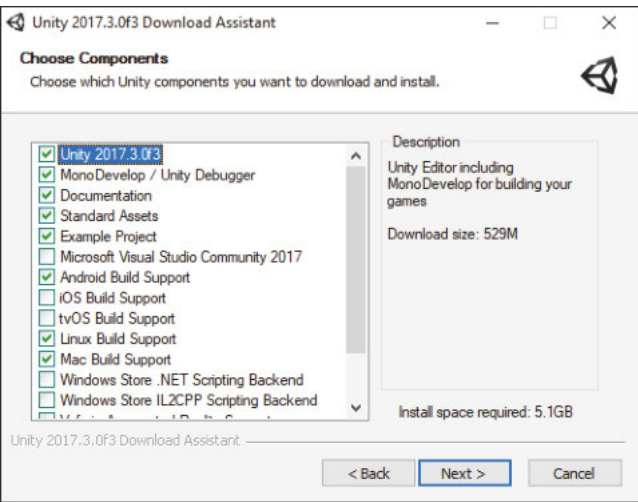 Unity 2017.3.0f3 Download Assistant
Choose Components
Choose which Unity components you want to download and install.
Unity 2017.3.0f3
MonoDevelop / Unity Debugger
Documentation
Standard Assets
Example Project
Microsoft Visual Studio Community 2017
Android Build Support
iOS Build Support
tvOS Build Support
Linux Build Support
Mac Build Support
Windows Store .NET Scripting Backend
Windows Store IL2CPP Scripting Backend
Description
Unity Editor including
MonoDevelop for building your
games
Download size: 529M
Install space required: 5.1GB
Unity 2017.3.0f3 Download Assistant
< Back
Next >
Cancel